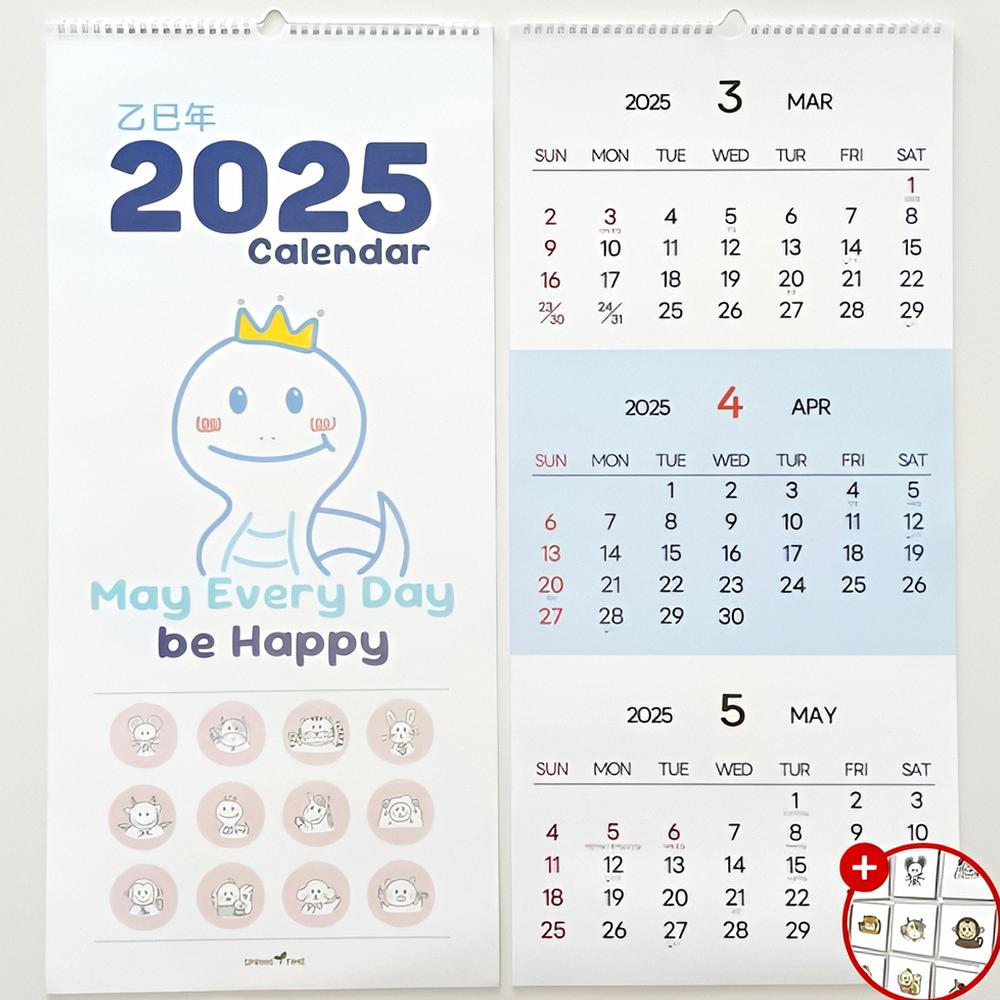 乙巳年
2025
Calendar
May Every Day
be Happy
SPRING TIME
2025 3 MAR
SUN MON TUE WED TUR FRI SAT
1
2 3 4 5 6 7 8
9 10 11 12 13 14 15
16 17 18 19 20 21 22
23/30 24/31 25 26 27 28 29
2025 4 APR
SUN MON TUE WED TUR FRI SAT
1 2 3 4 5
6 7 8 9 10 11 12
13 14 15 16 17 18 19
20 21 22 23 24 25 26
27 28 29 30
2025 5 MAY
SUN MON TUE WED TUR FRI SAT
1 2 3
4 5 6 7 8 9 10
11 12 13 14 15
18 19 20 21 22
25 26 27 28 29